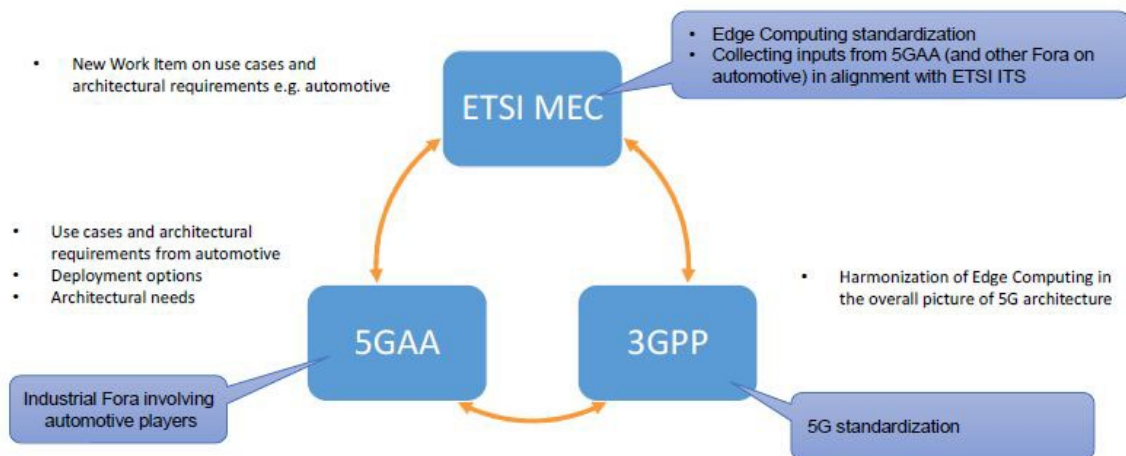 • New Work Item on use cases and
architectural requirements e.g. automotive
• Edge Computing standardization
• Collecting inputs from 5GAA (and other Fora on
automotive) in alignment with ETSI ITS
ETSI MEC
• Use cases and architectural
requirements from automotive
• Deployment options
• Architectural needs
• Harmonization of Edge Computing in
the overall picture of 5G architecture
5GAA
3GPP
Industrial Fora involving
automotive players
5G standardization